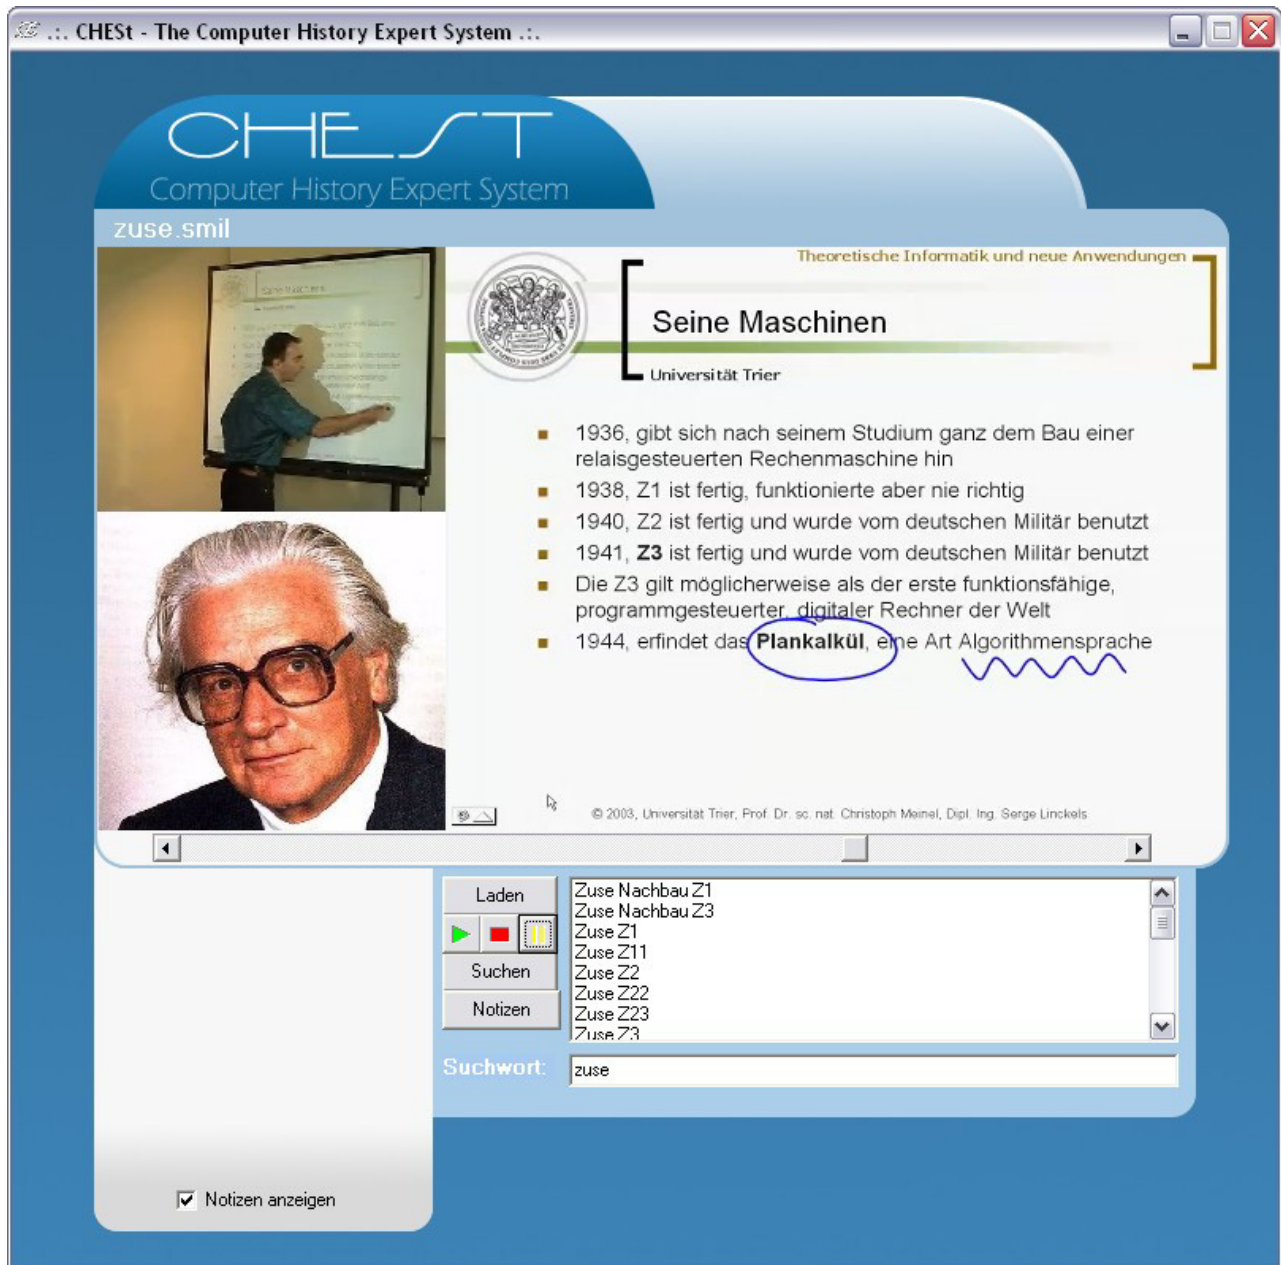 .:. CHESt - The Computer History Expert System .:.
CHEST
Computer History Expert System
zuse.smil
Theoretische Informatik und neue Anwendungen
Seine Maschinen
Universität Trier
1936, gibt sich nach seinem Studium ganz dem Bau einer
relaisgesteuerten Rechenmaschine hin
1938, Z1 ist fertig, funktionierte aber nie richtig
1940, Z2 ist fertig und wurde vom deutschen Militär benutzt
1941, Z3 ist fertig und wurde vom deutschen Militär benutzt
Die Z3 gilt möglicherweise als der erste funktionsfähige,
programmgesteuerter, digitaler Rechner der Welt
1944, erfindet das Plankalkül, eine Art Algorithmensprache
© 2003, Universität Trier, Prof. Dr. sc. nat. Christoph Meinel, Dipl. Ing. Serge Linckels
Laden
Suchen
Notizen
Zuse Nachbau Z1
Zuse Nachbau Z3
Zuse Z1
Zuse Z11
Zuse Z2
Zuse Z22
Zuse Z23
Zuse Z3
Suchwort:
zuse
Notizen anzeigen